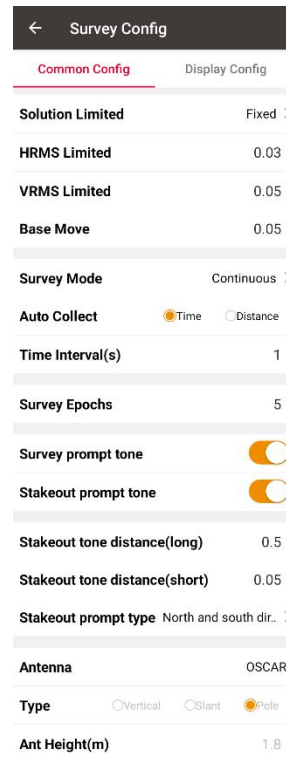 Survey Config
Common Config Display Config
Solution Limited Fixed
HRMS Limited 0.03
VRMS Limited 0.05
Base Move 0.05
Survey Mode Continuous
Auto Collect Time Distance
Time Interval(s) 1
Survey Epochs 5
Survey prompt tone
Stakeout prompt tone
Stakeout tone distance(long) 0.5
Stakeout tone distance(short) 0.05
Stakeout prompt type North and south dir..
Antenna OSCAR
Type Vertical Slant Pole
Ant Height(m) 1.8